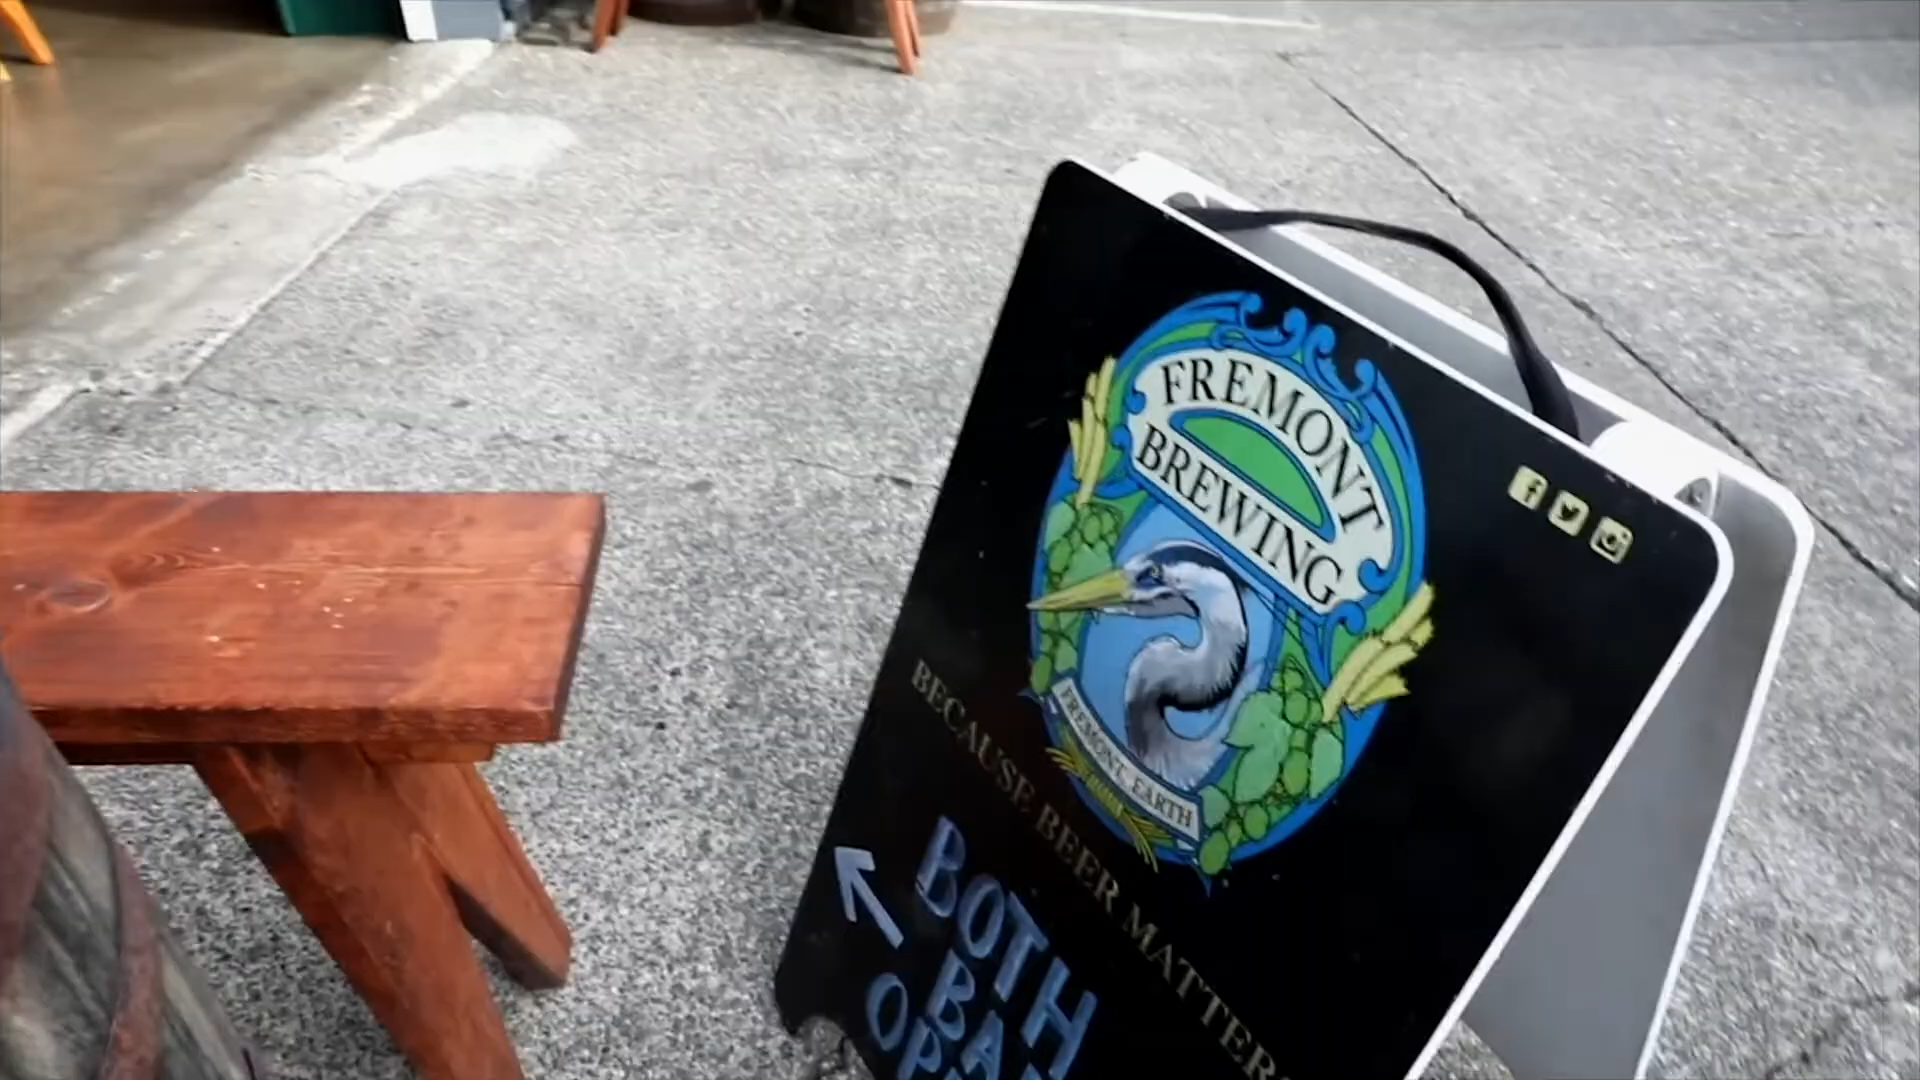 FREMONT
BREWING
FREMONT, EARTH
BECAUSE BEER MATTERS
BOTH